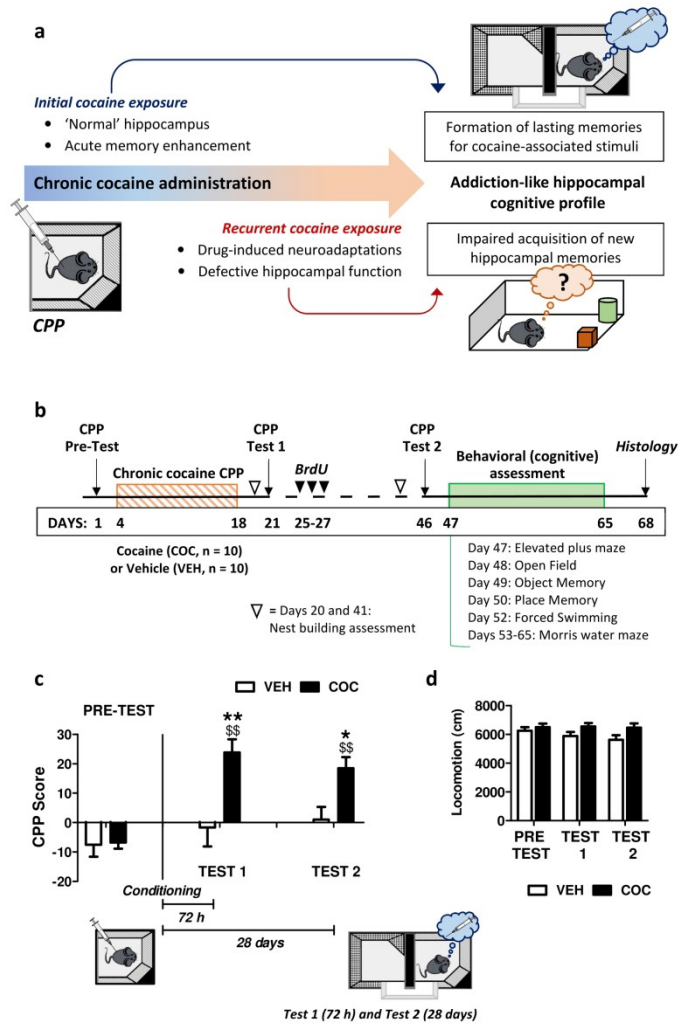 a
Initial cocaine exposure
• 'Normal' hippocampus
• Acute memory enhancement
Formation of lasting memories
for cocaine-associated stimuli
Chronic cocaine administration
Addiction-like hippocampal
cognitive profile
Recurrent cocaine exposure
• Drug-induced neuroadaptations
• Defective hippocampal function
Impaired acquisition of new
hippocampal memories
?
CPP
b
CPP
Pre-Test
CPP
Test 1
CPP
Test 2
Behavioral (cognitive)
assessment
Histology
Chronic cocaine CPP
BrdU
DAYS: 1 4 18 21 25-27 46 47 65 68
Cocaine (COC, n = 10)
or Vehicle (VEH, n = 10)
= Days 20 and 41:
Nest building assessment
Day 47: Elevated plus maze
Day 48: Open Field
Day 49: Object Memory
Day 50: Place Memory
Day 52: Forced Swimming
Days 53-65: Morris water maze
c
VEH COC
PRE-TEST
CPP Score
30
20
10
0
-10
-20
**
$$
*
$$
TEST 1
TEST 2
Conditioning
72 h
28 days
Test 1 (72 h) and Test 2 (28 days)
d
Locomotion (cm)
8000
6000
4000
2000
0
PRE TEST TEST
TEST 1 2
VEH COC